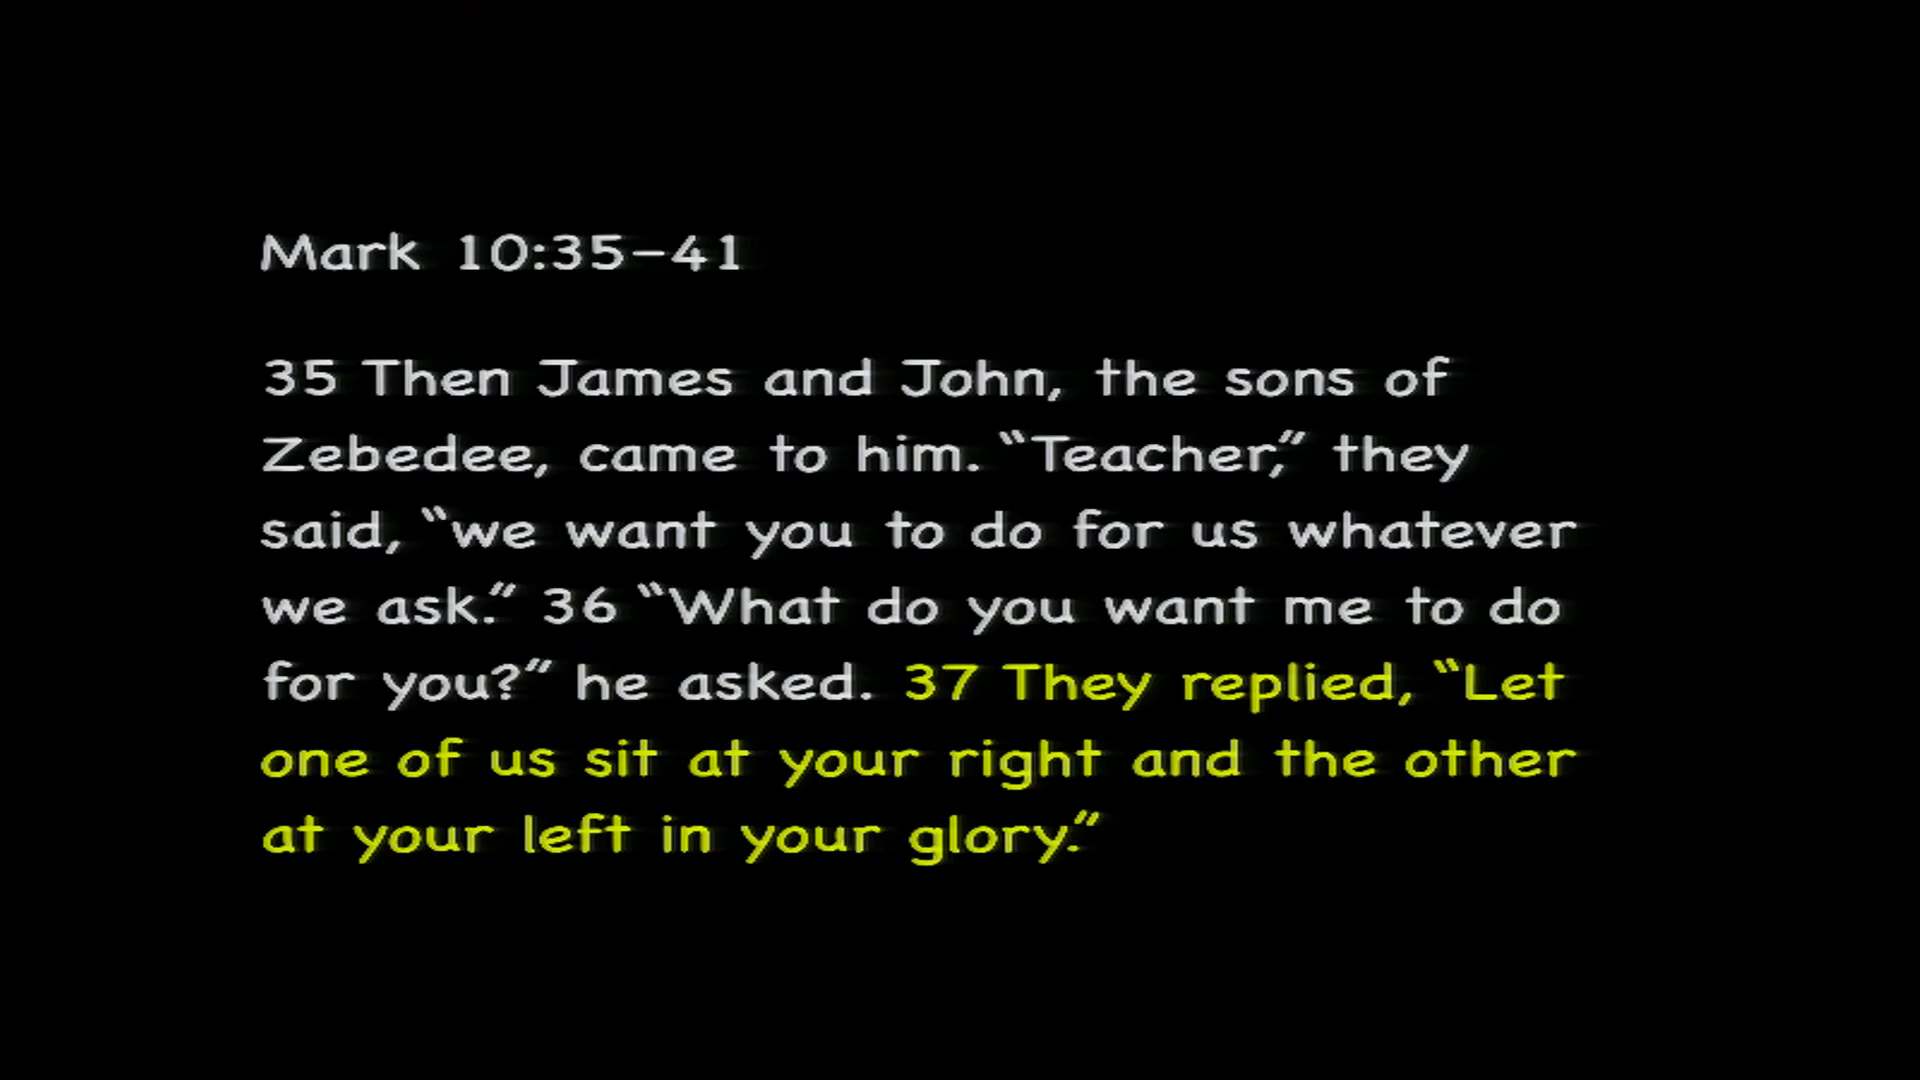 Mark 10:35–41
35 Then James and John, the sons of
Zebedee, came to him. “Teacher,” they
said, “we want you to do for us whatever
we ask.” 36 “What do you want me to do
for you?” he asked. 37 They replied, “Let
one of us sit at your right and the other
at your left in your glory.”